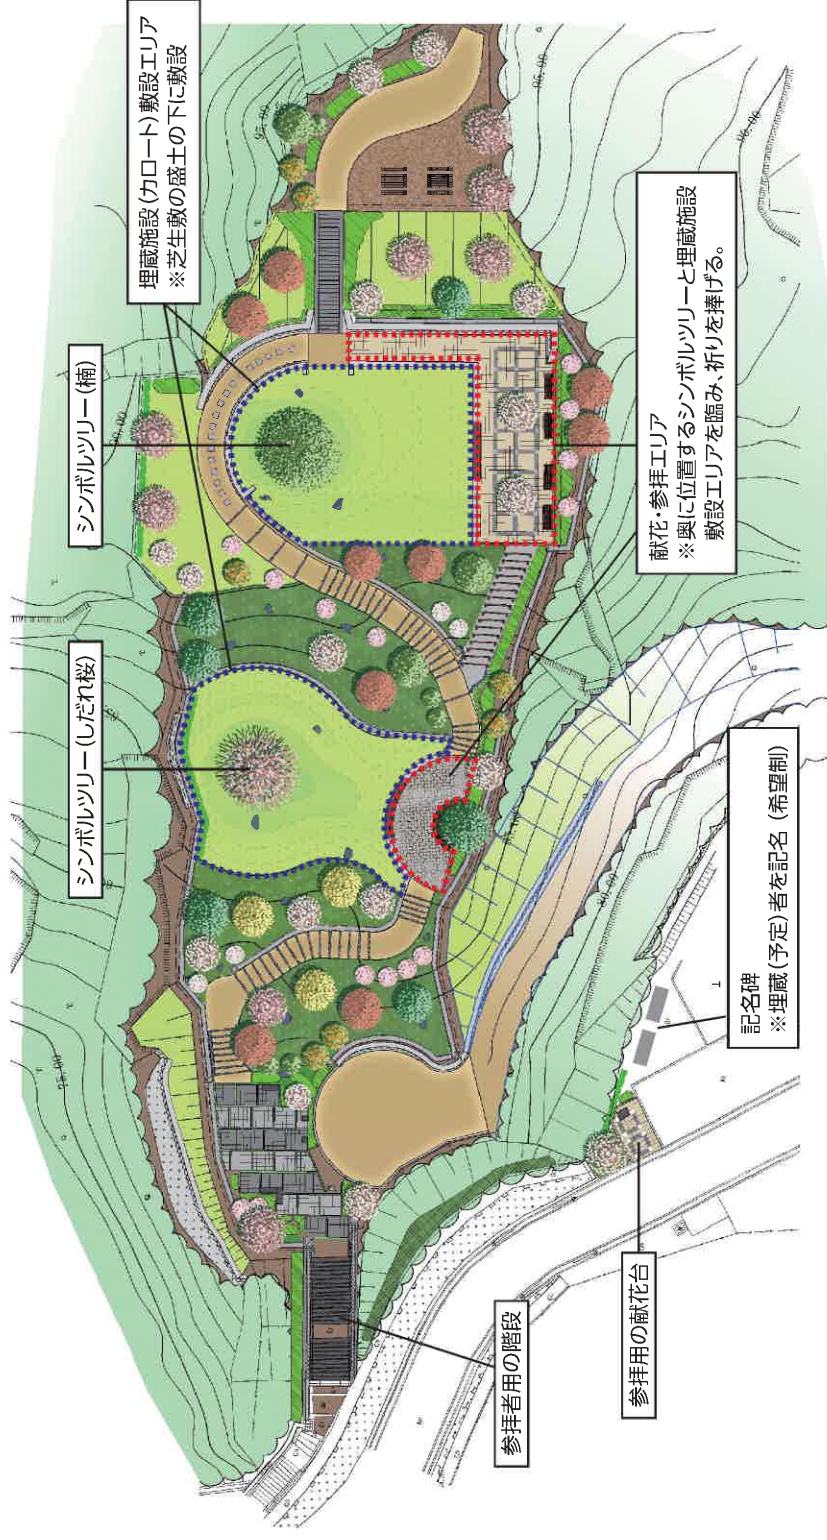 参拝者用の階段
参拝用の献花台
シンボルツリー(しだれ桜)
シンボルツリー(楠)
埋蔵施設(カロート)敷設エリア
※芝生敷の盛土の下に敷設
記名碑
※埋蔵(予定)者を記名 (希望制)
献花・参拝エリア
※奥に位置するシンボルツリーと埋蔵施設
敷設エリアを臨み、祈りを捧げる。